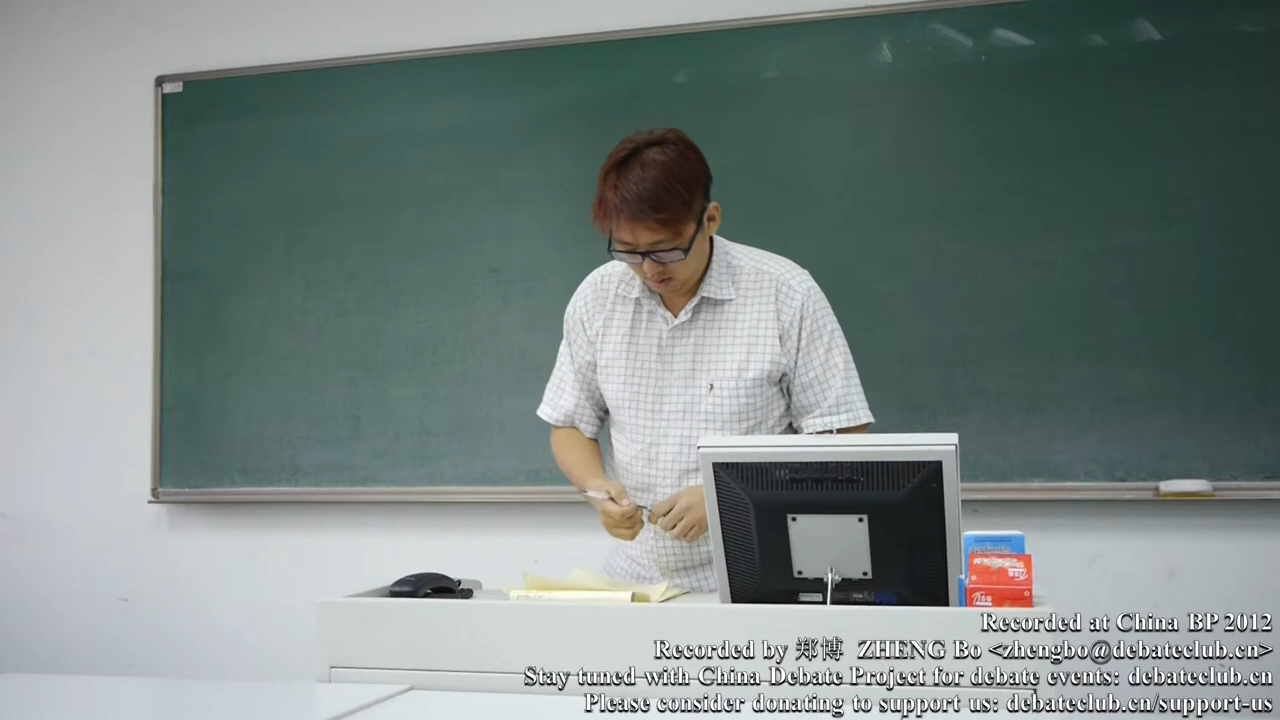 Recorded at China BP 2012
Recorded by 郑博 ZHENG Bo <zhengbo@debateclub.cn>
Stay tuned with China Debate Project for debate events: debateclub.cn
Please consider donating to support us: debateclub.cn/support-us